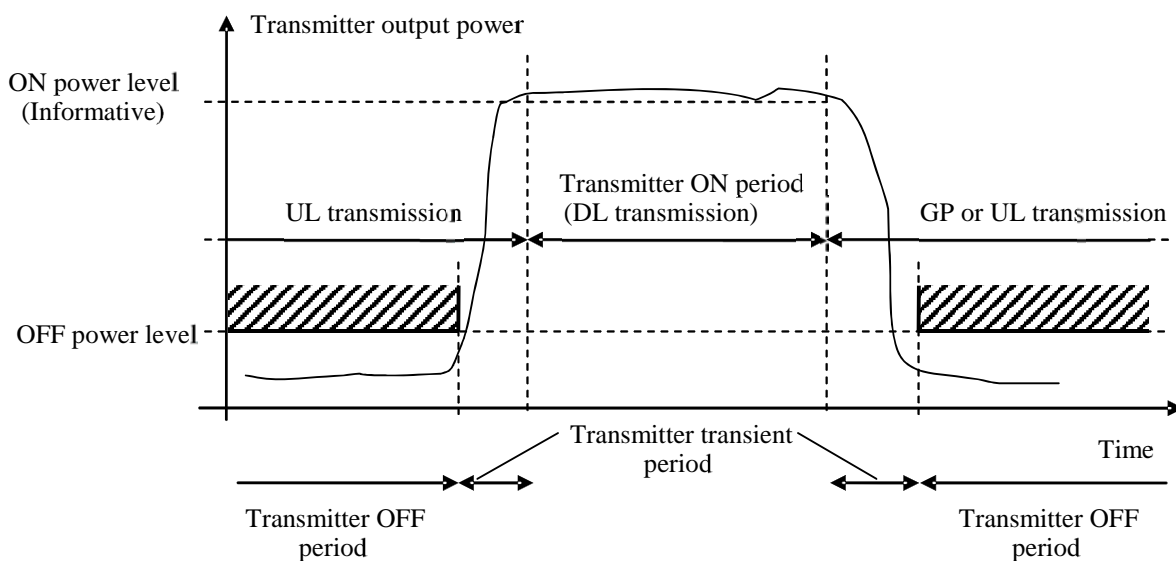 Transmitter output power
ON power level
(Informative)
Transmitter ON period
(DL transmission)
UL transmission
GP or UL transmission
OFF power level
Transmitter transient
period
Time
Transmitter OFF
period
Transmitter OFF
period